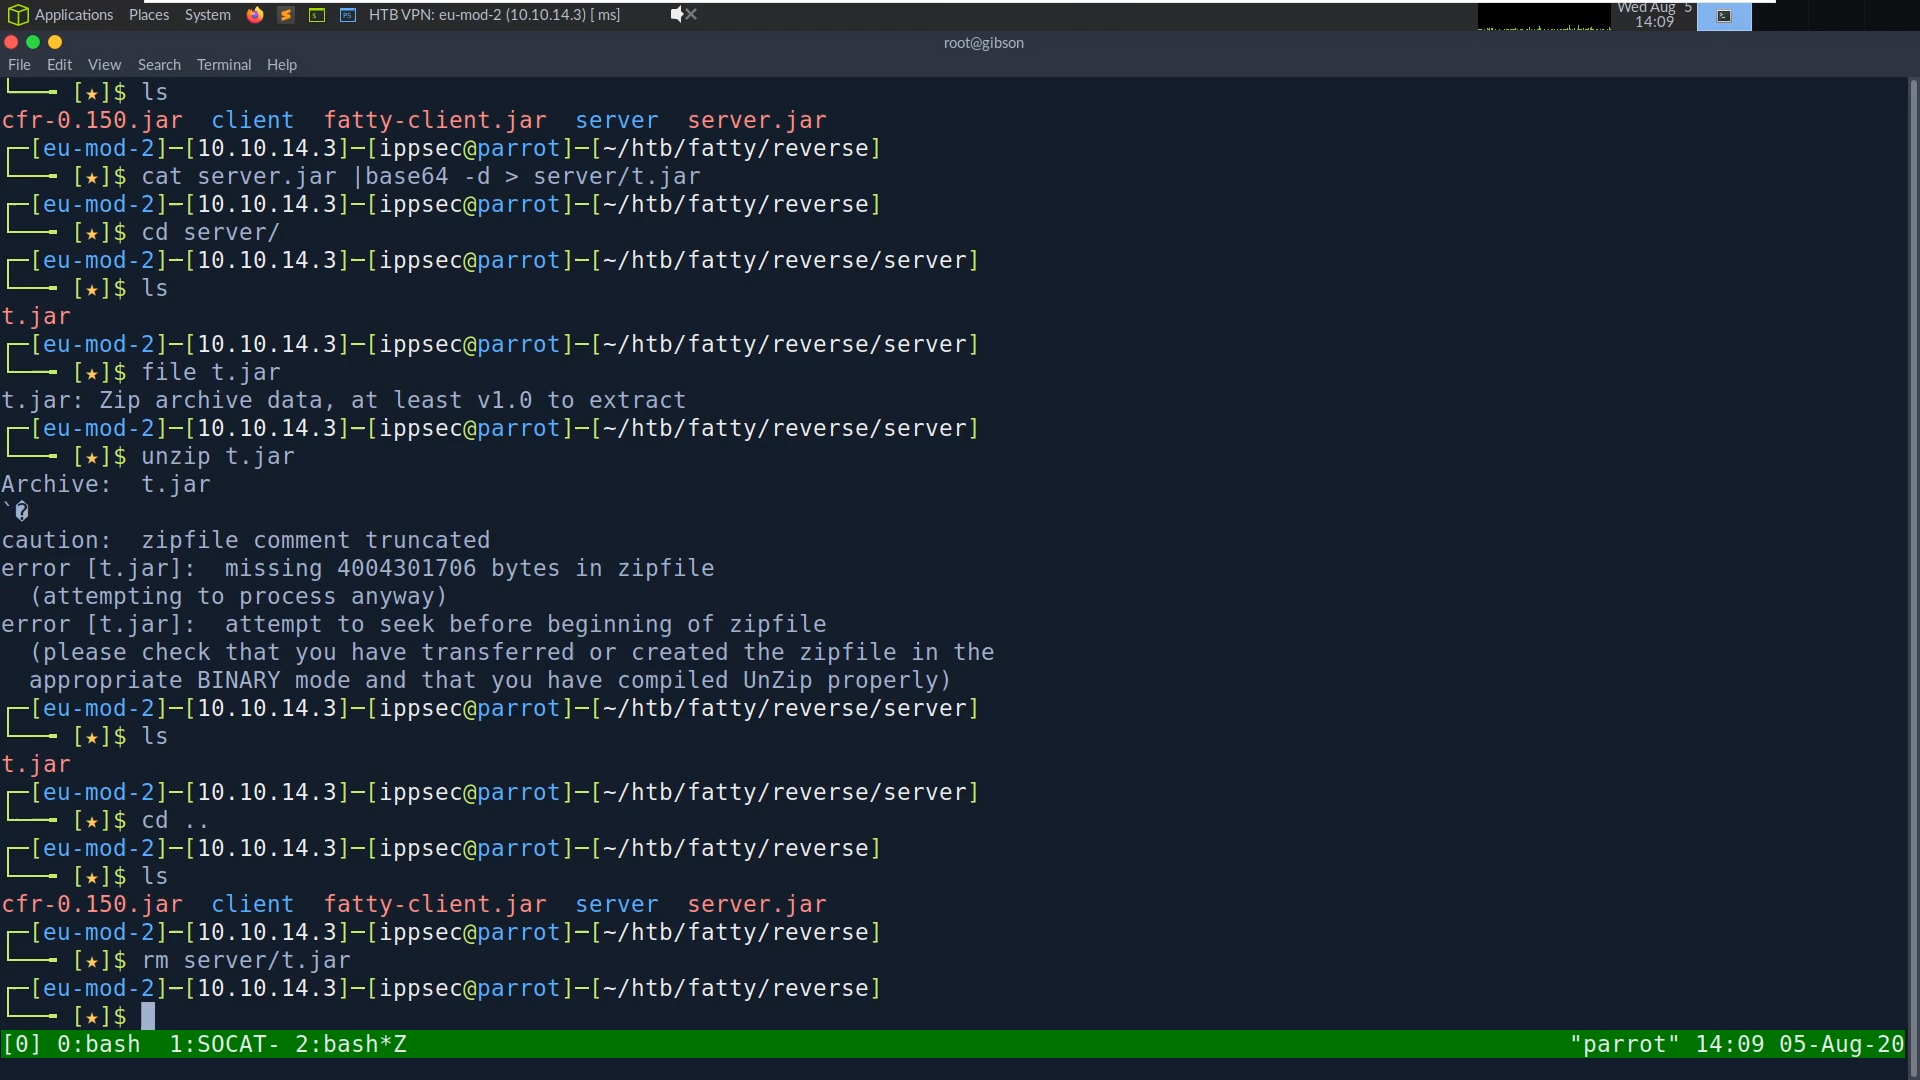 Applications Places System HTB VPN: eu-mod-2 (10.10.14.3) [ ms] Wed Aug 5
14:09
root@gibson
File Edit View Search Terminal Help
└──╼ [★]$ ls
cfr-0.150.jar client fatty-client.jar server server.jar
┌─[eu-mod-2]─[10.10.14.3]─[ippsec@parrot]─[~/htb/fatty/reverse]
└──╼ [★]$ cat server.jar |base64 -d > server/t.jar
┌─[eu-mod-2]─[10.10.14.3]─[ippsec@parrot]─[~/htb/fatty/reverse]
└──╼ [★]$ cd server/
┌─[eu-mod-2]─[10.10.14.3]─[ippsec@parrot]─[~/htb/fatty/reverse/server]
└──╼ [★]$ ls
t.jar
┌─[eu-mod-2]─[10.10.14.3]─[ippsec@parrot]─[~/htb/fatty/reverse/server]
└──╼ [★]$ file t.jar
t.jar: Zip archive data, at least v1.0 to extract
┌─[eu-mod-2]─[10.10.14.3]─[ippsec@parrot]─[~/htb/fatty/reverse/server]
└──╼ [★]$ unzip t.jar
Archive:  t.jar
`�
caution:  zipfile comment truncated
error [t.jar]:  missing 4004301706 bytes in zipfile
(attempting to process anyway)
error [t.jar]:  attempt to seek before beginning of zipfile
(please check that you have transferred or created the zipfile in the
appropriate BINARY mode and that you have compiled UnZip properly)
┌─[eu-mod-2]─[10.10.14.3]─[ippsec@parrot]─[~/htb/fatty/reverse/server]
└──╼ [★]$ ls
t.jar
┌─[eu-mod-2]─[10.10.14.3]─[ippsec@parrot]─[~/htb/fatty/reverse/server]
└──╼ [★]$ cd ..
┌─[eu-mod-2]─[10.10.14.3]─[ippsec@parrot]─[~/htb/fatty/reverse]
└──╼ [★]$ ls
cfr-0.150.jar client fatty-client.jar server server.jar
┌─[eu-mod-2]─[10.10.14.3]─[ippsec@parrot]─[~/htb/fatty/reverse]
└──╼ [★]$ rm server/t.jar
┌─[eu-mod-2]─[10.10.14.3]─[ippsec@parrot]─[~/htb/fatty/reverse]
└──╼ [★]$
[0] 0:bash  1:SOCAT- 2:bash*Z "parrot" 14:09 05-Aug-20